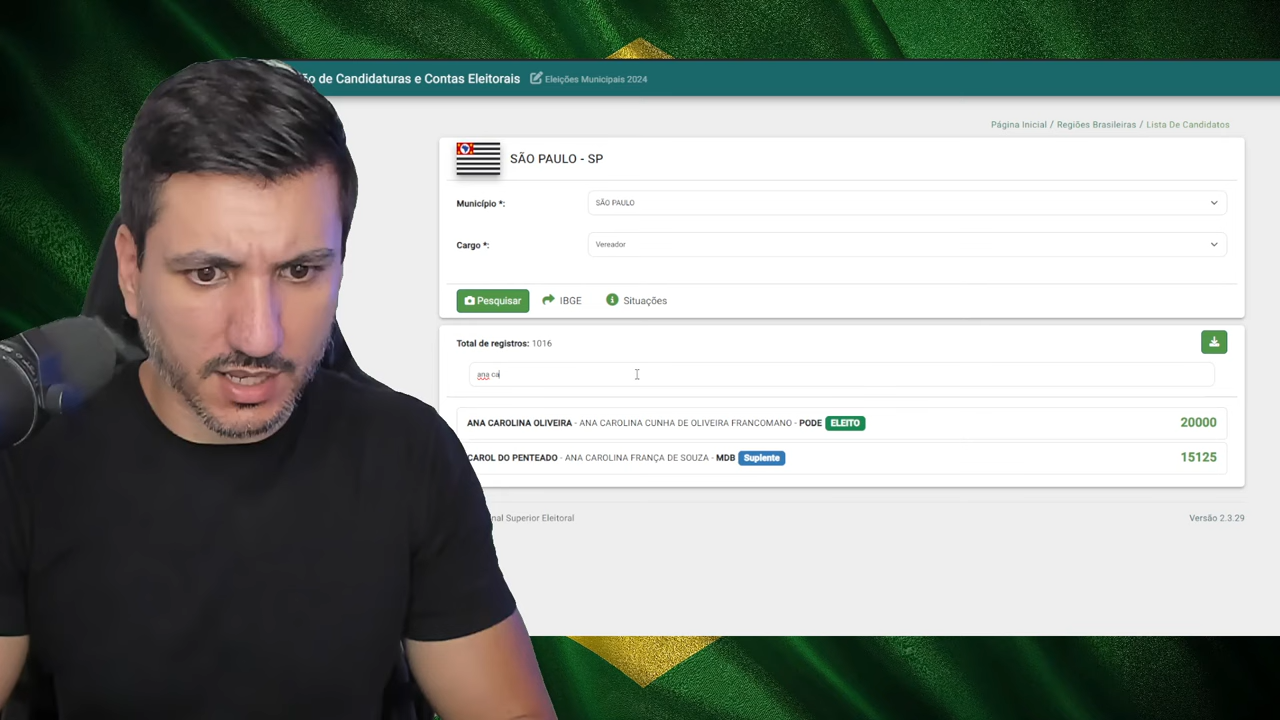 ão de Candidaturas e Contas Eleitorais Eleições Municipais 2024
Página Inicial / Regiões Brasileiras / Lista De Candidatos
SÃO PAULO - SP
Município *: SÃO PAULO
Cargo *: Vereador
Pesquisar IBGE Situações
Total de registros: 1016
ana ca
ANA CAROLINA OLIVEIRA - ANA CAROLINA CUNHA DE OLIVEIRA FRANCOMANO - PODE ELEITO 20000
CAROL DO PENTEADO - ANA CAROLINA FRANÇA DE SOUZA - MDB Suplente 15125
nal Superior Eleitoral Versão 2.3.29